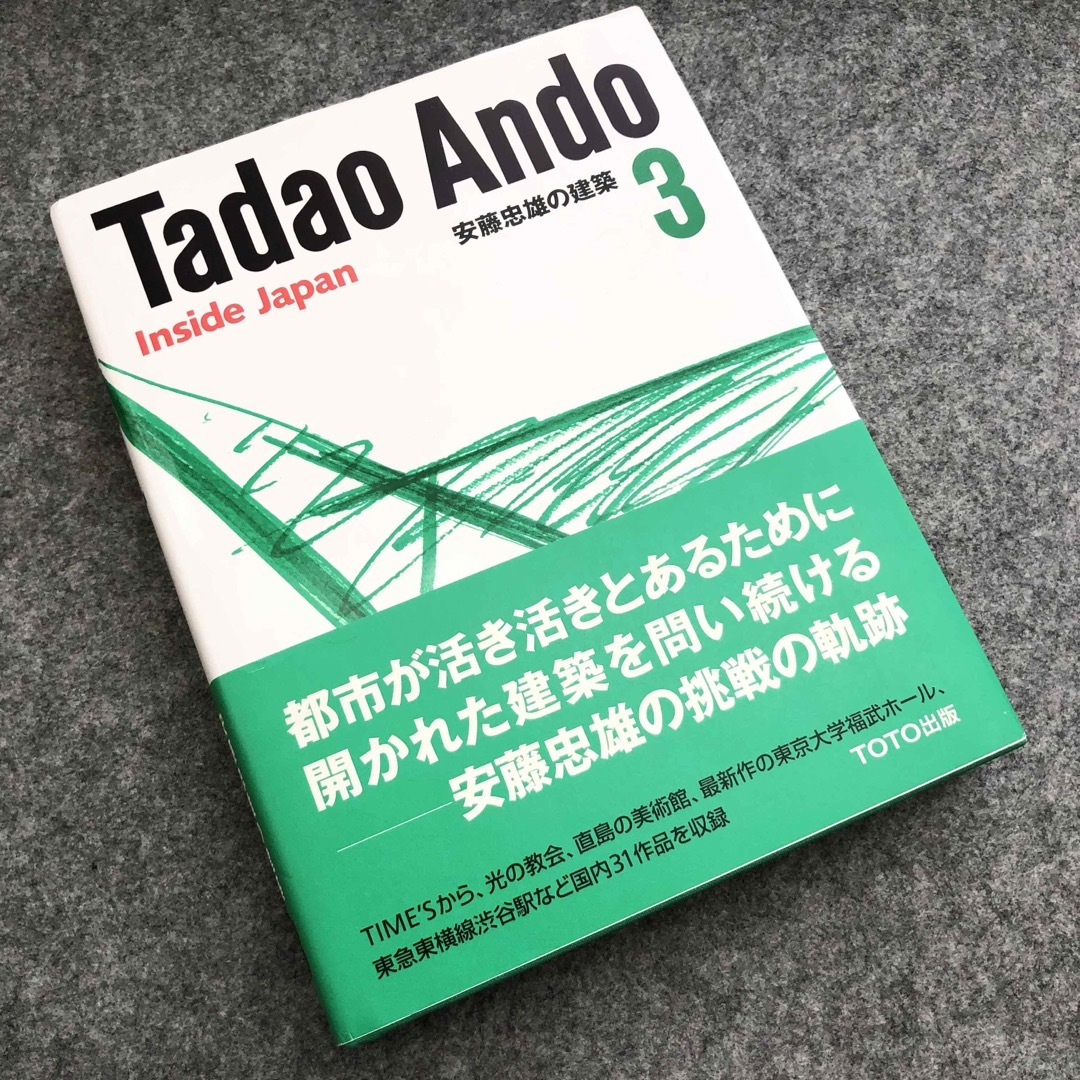 Tadao Ando
安藤忠雄の建築 3
Inside Japan
都市が活き活きとあるために
開かれた建築を問い続ける
安藤忠雄の挑戦の軌跡
TIME'Sから、光の教会、直島の美術館、最新作の東京大学福武ホール、
東急東横線渋谷駅など国内31作品を収録
TOTO出版